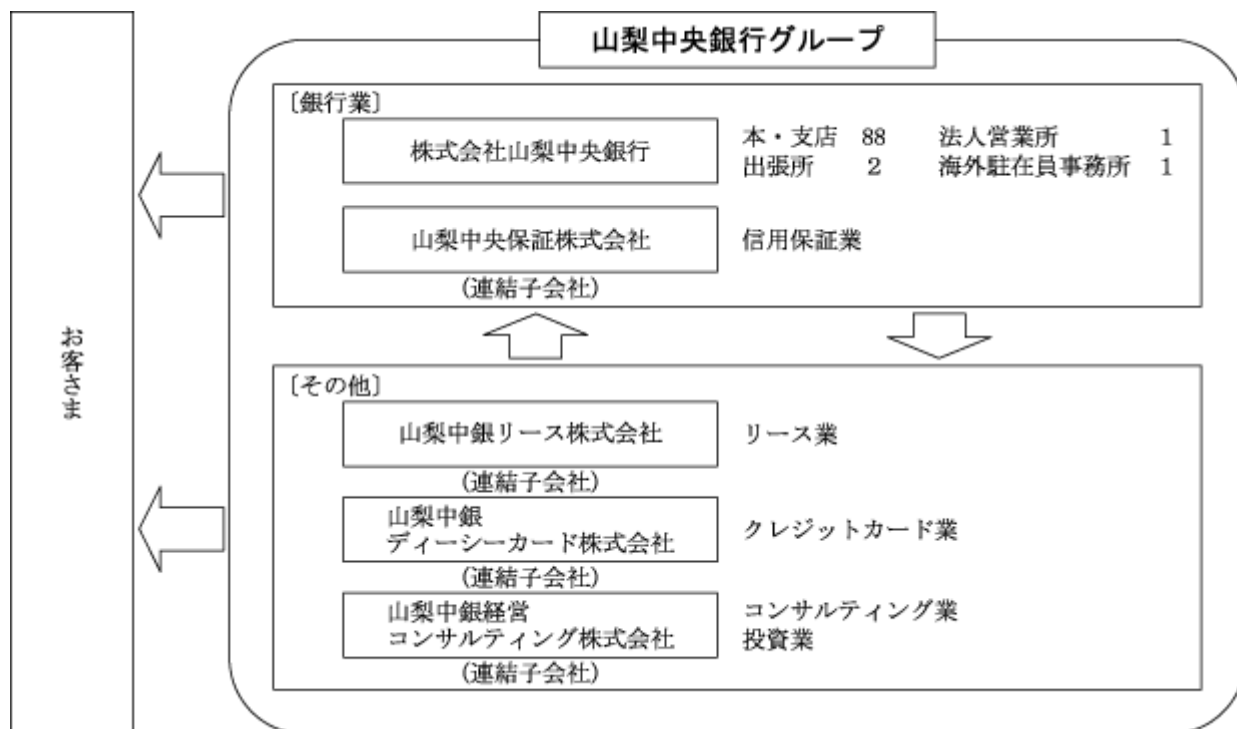 山梨中央銀行グループ
〔銀行業〕
株式会社山梨中央銀行
本・支店 88 法人営業所 1
出張所 2 海外駐在員事務所 1
山梨中央保証株式会社
信用保証業
(連結子会社)
お客さま
〔その他〕
山梨中銀リース株式会社
リース業
(連結子会社)
山梨中銀
ディーシーカード株式会社
クレジットカード業
(連結子会社)
山梨中銀経営
コンサルティング株式会社
コンサルティング業
投資業
(連結子会社)